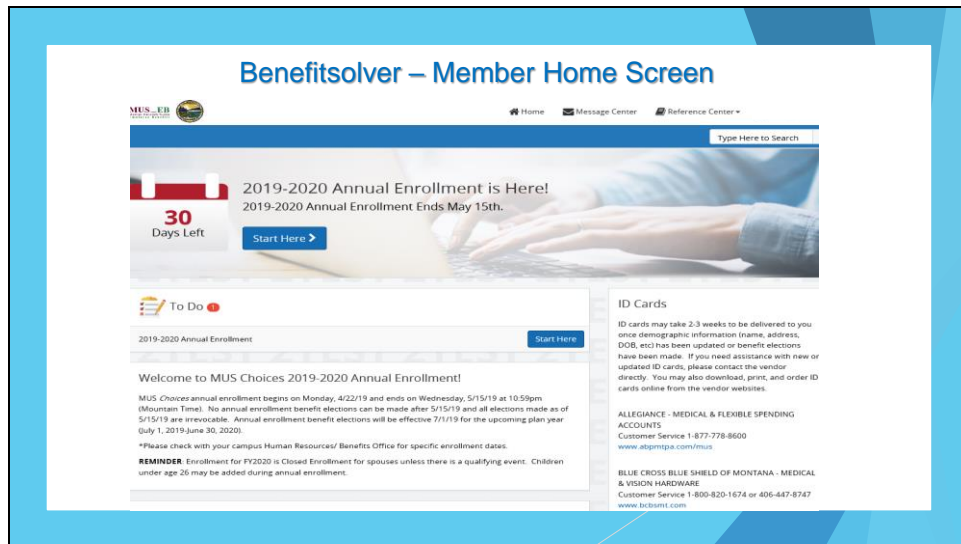 Benefitsolver – Member Home Screen
MUS EB
Home Message Center Reference Center
Type Here to Search
2019-2020 Annual Enrollment is Here!
2019-2020 Annual Enrollment Ends May 15th.
30
Days Left
Start Here
To Do 1
2019-2020 Annual Enrollment Start Here
Welcome to MUS Choices 2019-2020 Annual Enrollment!
MUS Choices annual enrollment begins on Monday, 4/22/19 and ends on Wednesday, 5/15/19 at 10:59pm
(Mountain Time). No annual enrollment benefit elections can be made after 5/15/19 and all elections made as of
5/15/19 are irrevocable. Annual enrollment benefit elections will be effective 7/1/19 for the upcoming plan year
(July 1, 2019-June 30, 2020).
*Please check with your campus Human Resources/ Benefits Office for specific enrollment dates.
REMINDER: Enrollment for FY2020 is Closed Enrollment for spouses unless there is a qualifying event. Children
under age 26 may be added during annual enrollment.
ID Cards
ID cards may take 2-3 weeks to be delivered to you
once demographic information (name, address,
DOB, etc) has been updated or benefit elections
have been made. If you need assistance with new or
updated ID cards, please contact the vendor
directly. You may also download, print, and order ID
cards online from the vendor websites.
ALLEGIANCE - MEDICAL & FLEXIBLE SPENDING
ACCOUNTS
Customer Service 1-877-778-8600
www.abpmtpa.com/mus
BLUE CROSS BLUE SHIELD OF MONTANA - MEDICAL
& VISION HARDWARE
Customer Service 1-800-820-1674 or 406-447-8747
www.bcbsmt.com